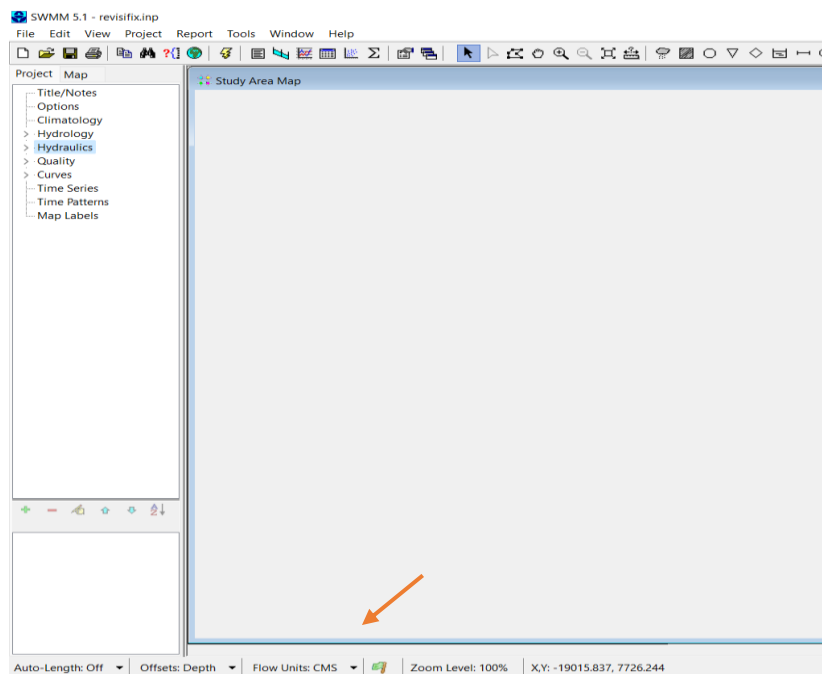 SWMM 5.1 - revisifix.inp
File Edit View Project Report Tools Window Help
Project Map
Study Area Map
Title/Notes
Options
Climatology
Hydrology
Hydraulics
Quality
Curves
Time Series
Time Patterns
Map Labels
Auto-Length: Off Offsets: Depth Flow Units: CMS Zoom Level: 100% X,Y: -19015.837, 7726.244